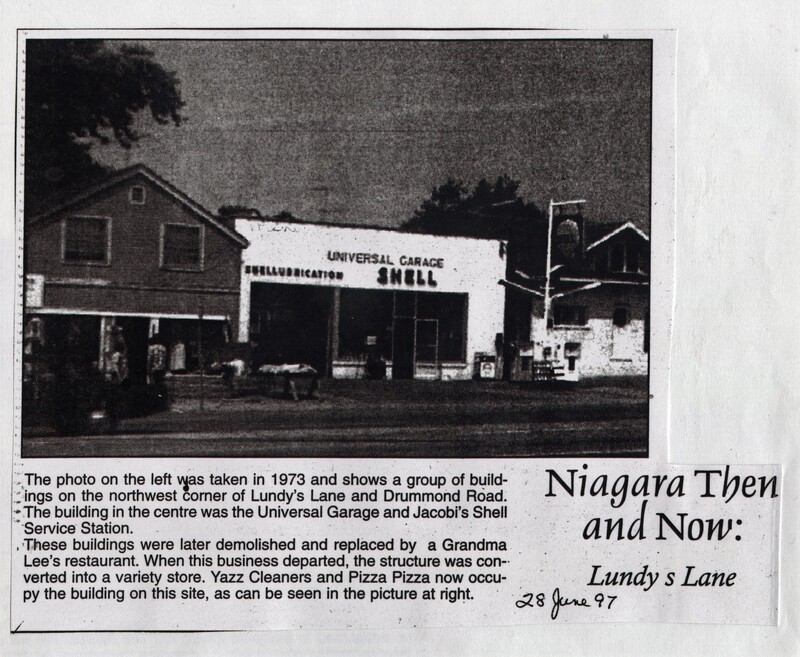 UNIVERSAL GARAGE
SHELLUBRICATION SHELL
The photo on the left was taken in 1973 and shows a group of build-
ings on the northwest corner of Lundy's Lane and Drummond Road.
The building in the centre was the Universal Garage and Jacobi's Shell
Service Station.
These buildings were later demolished and replaced by a Grandma
Lee's restaurant. When this business departed, the structure was con-
verted into a variety store. Yazz Cleaners and Pizza Pizza now occu-
py the building on this site, as can be seen in the picture at right.
Niagara Then
and Now:
Lundy s Lane
28 June 97